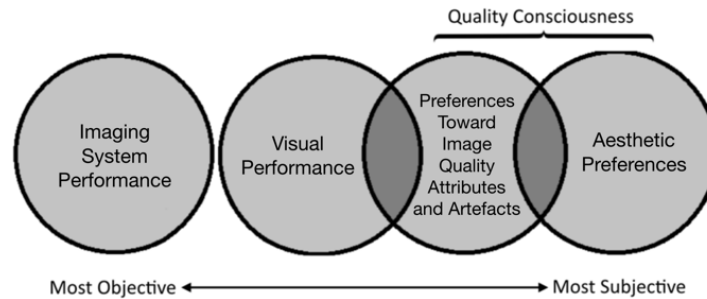 Quality Consciousness
Imaging
System
Performance
Visual
Performance
Preferences
Toward
Image
Quality
Attributes
and Artefacts
Aesthetic
Preferences
Most Objective
Most Subjective